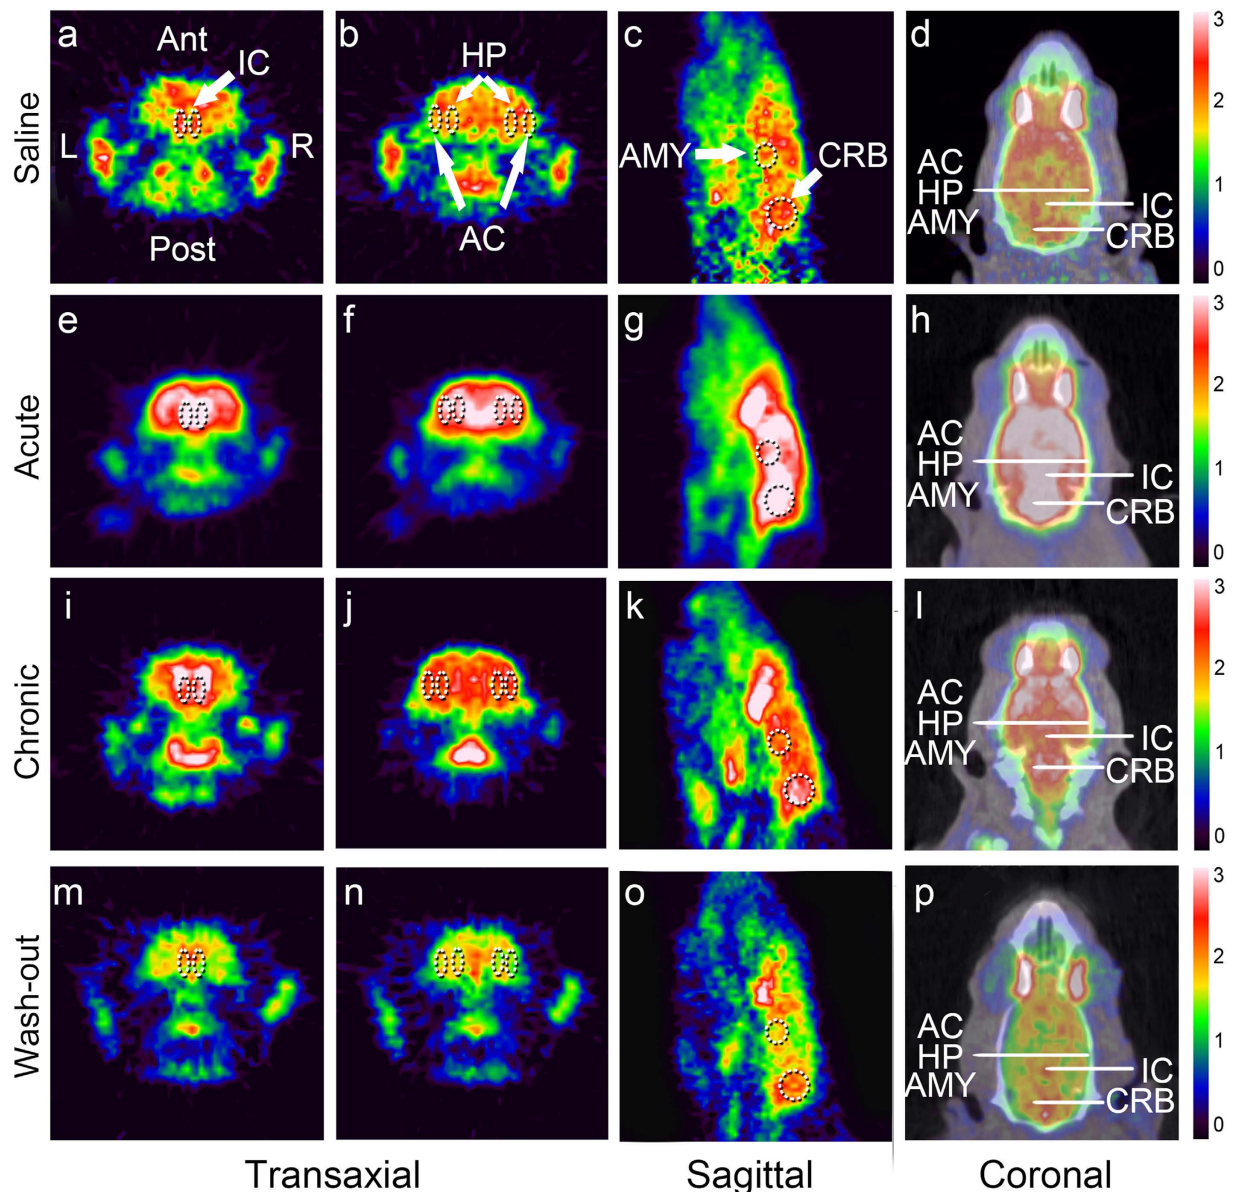 a
Ant
IC
L
R
Post
b
HP
AC
c
AMY
CRB
d
AC
HP
AMY
IC
CRB
3
2
1
0
Saline
e
f
g
h
AC
HP
AMY
IC
CRB
3
2
1
0
Acute
i
j
k
l
AC
HP
AMY
IC
CRB
3
2
1
0
Chronic
m
n
o
p
AC
HP
AMY
IC
CRB
3
2
1
0
Wash-out
Transaxial
Sagittal
Coronal